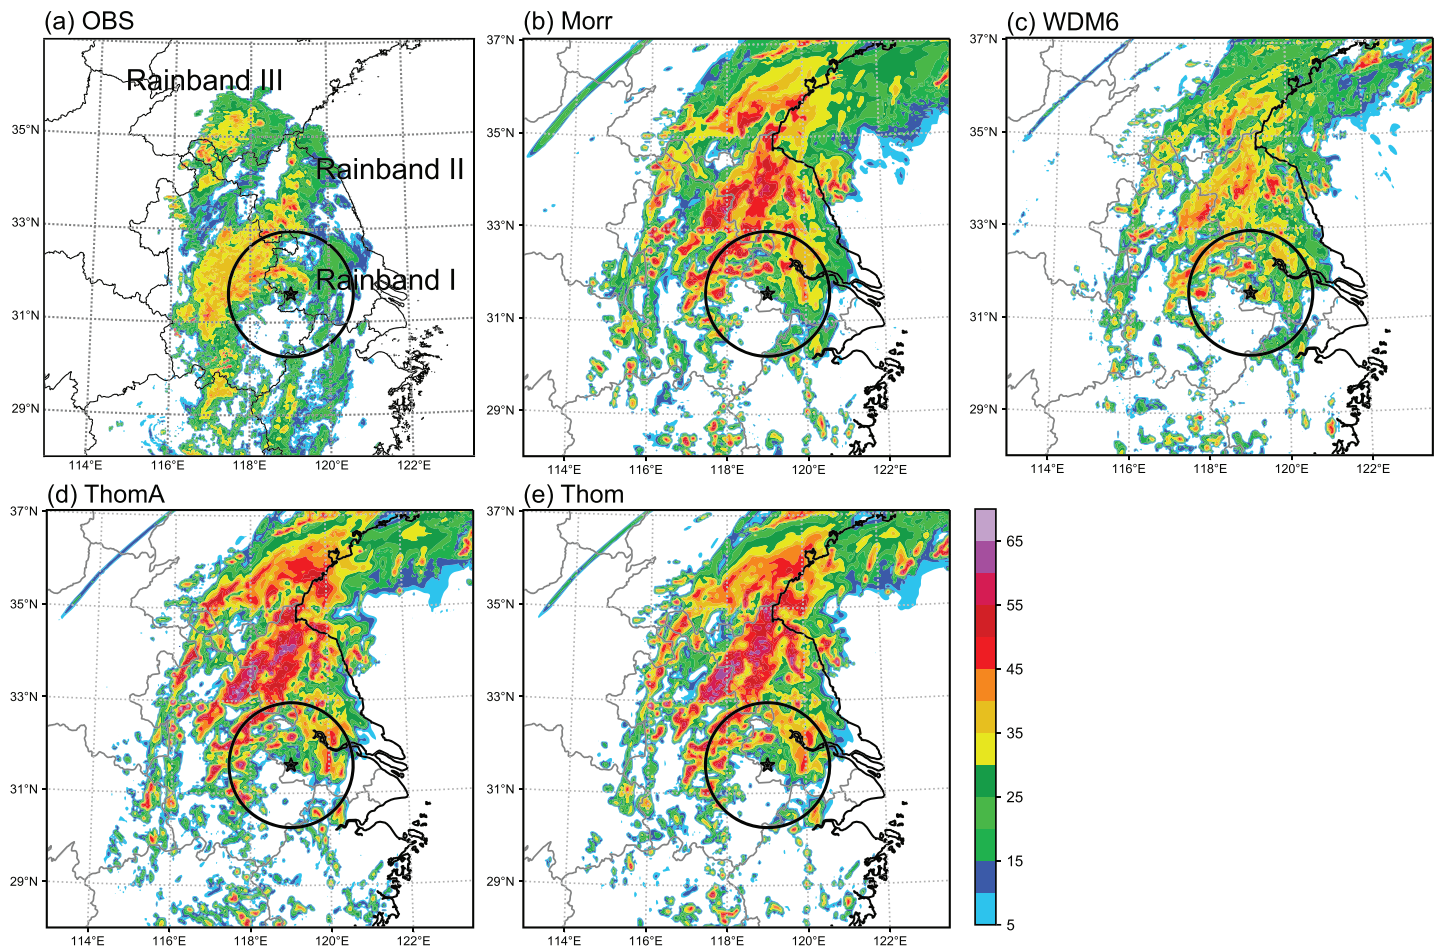 (a) OBS
(b) Morr
(c) WDM6
Rainband III
Rainband II
Rainband I
35°N
33°N
31°N
29°N
114°E 116°E 118°E 120°E 122°E
37°N
35°N
33°N
31°N
29°N
114°E 116°E 118°E 120°E 122°E
37°N
35°N
33°N
31°N
29°N
114°E 116°E 118°E 120°E 122°E
(d) ThomA
(e) Thom
37°N
35°N
33°N
31°N
29°N
114°E 116°E 118°E 120°E 122°E
37°N
35°N
33°N
31°N
29°N
114°E 116°E 118°E 120°E 122°E
65
55
45
35
25
15
5